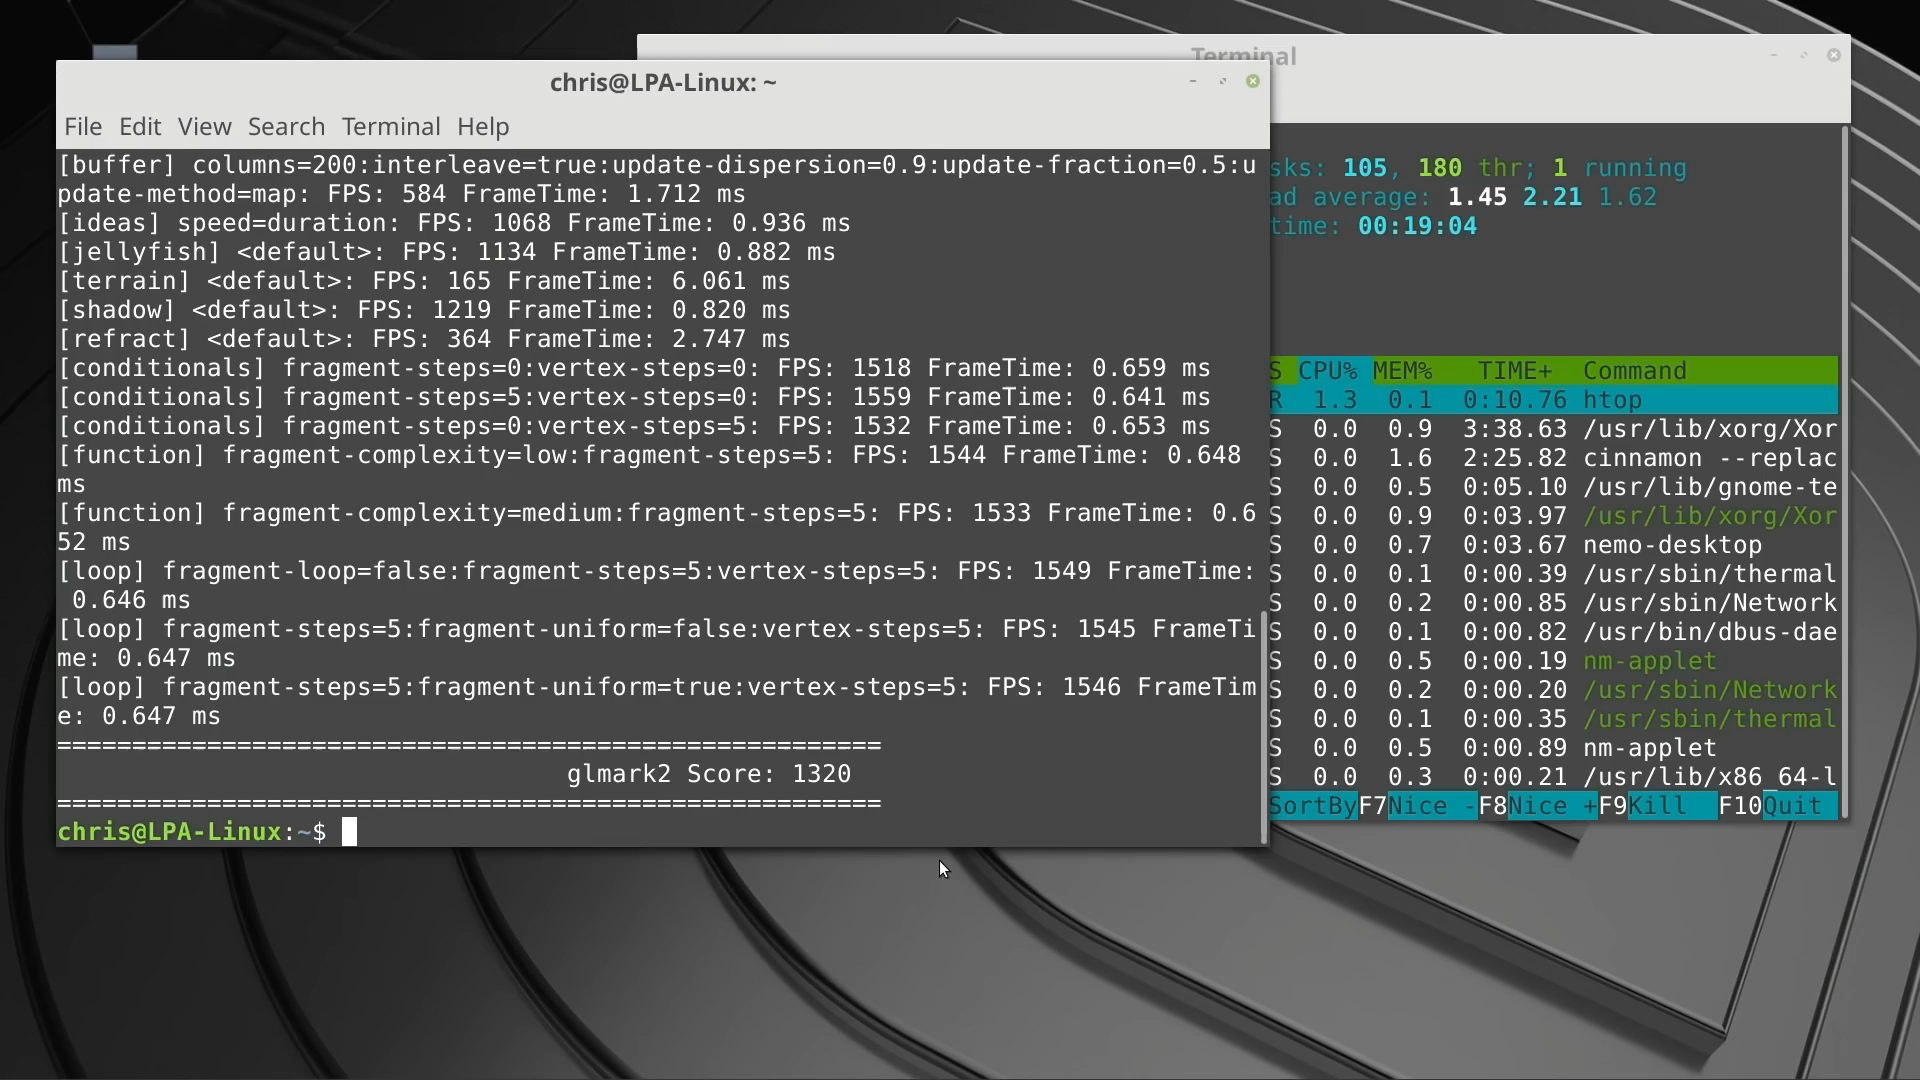 Terminal
chris@LPA-Linux: ~
File Edit View Search Terminal Help
[buffer] columns=200:interleave=true:update-dispersion=0.9:update-fraction=0.5:u
pdate-method=map: FPS: 584 FrameTime: 1.712 ms
[ideas] speed=duration: FPS: 1068 FrameTime: 0.936 ms
[jellyfish] <default>: FPS: 1134 FrameTime: 0.882 ms
[terrain] <default>: FPS: 165 FrameTime: 6.061 ms
[shadow] <default>: FPS: 1219 FrameTime: 0.820 ms
[refract] <default>: FPS: 364 FrameTime: 2.747 ms
[conditionals] fragment-steps=0:vertex-steps=0: FPS: 1518 FrameTime: 0.659 ms
[conditionals] fragment-steps=5:vertex-steps=0: FPS: 1559 FrameTime: 0.641 ms
[conditionals] fragment-steps=0:vertex-steps=5: FPS: 1532 FrameTime: 0.653 ms
[function] fragment-complexity=low:fragment-steps=5: FPS: 1544 FrameTime: 0.648
ms
[function] fragment-complexity=medium:fragment-steps=5: FPS: 1533 FrameTime: 0.6
52 ms
[loop] fragment-loop=false:fragment-steps=5:vertex-steps=5: FPS: 1549 FrameTime:
0.646 ms
[loop] fragment-steps=5:fragment-uniform=false:vertex-steps=5: FPS: 1545 FrameTi
me: 0.647 ms
[loop] fragment-steps=5:fragment-uniform=true:vertex-steps=5: FPS: 1546 FrameTim
e: 0.647 ms
=======================================================
glmark2 Score: 1320
=======================================================
chris@LPA-Linux:~$
sks: 105, 180 thr; 1 running
ad average: 1.45 2.21 1.62
time: 00:19:04
S CPU% MEM% TIME+ Command
R 1.3 0.1 0:10.76 htop
S 0.0 0.9 3:38.63 /usr/lib/xorg/Xor
S 0.0 1.6 2:25.82 cinnamon --replac
S 0.0 0.5 0:05.10 /usr/lib/gnome-te
S 0.0 0.9 0:03.97 /usr/lib/xorg/Xor
S 0.0 0.7 0:03.67 nemo-desktop
S 0.0 0.1 0:00.39 /usr/sbin/thermal
S 0.0 0.2 0:00.85 /usr/sbin/Network
S 0.0 0.1 0:00.82 /usr/bin/dbus-dae
S 0.0 0.5 0:00.19 nm-applet
S 0.0 0.2 0:00.20 /usr/sbin/Network
S 0.0 0.1 0:00.35 /usr/sbin/thermal
S 0.0 0.5 0:00.89 nm-applet
S 0.0 0.3 0:00.21 /usr/lib/x86_64-l
SortByF7Nice -F8Nice +F9Kill F10Quit